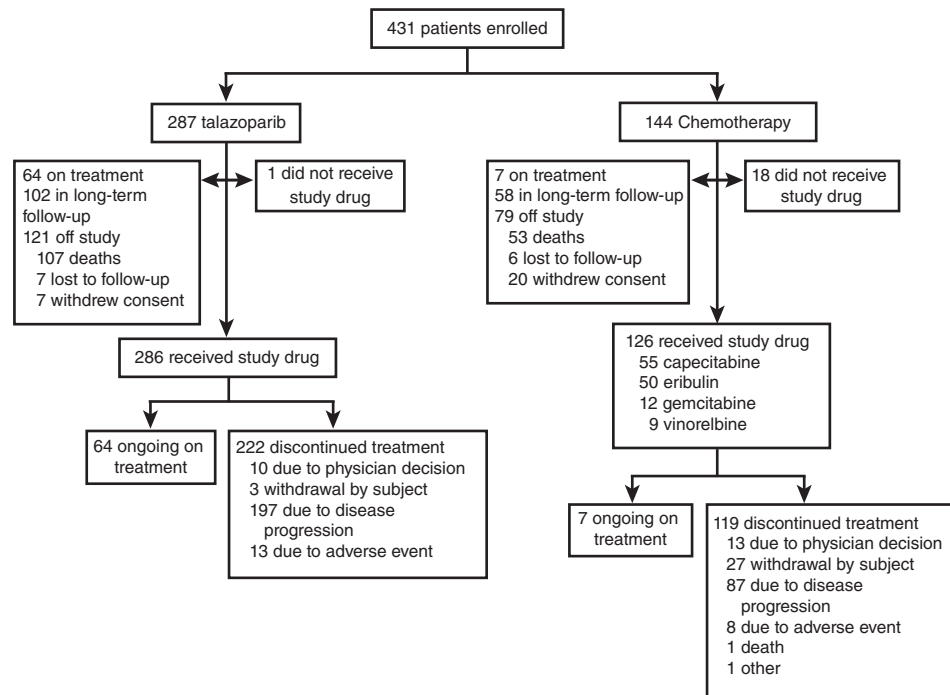 431 patients enrolled
287 talazoparib
144 Chemotherapy
64 on treatment
102 in long-term
follow-up
121 off study
107 deaths
7 lost to follow-up
7 withdrew consent
1 did not receive
study drug
7 on treatment
58 in long-term follow-up
79 off study
53 deaths
6 lost to follow-up
20 withdrew consent
18 did not receive
study drug
286 received study drug
126 received study drug
55 capecitabine
50 eribulin
12 gemcitabine
9 vinorelbine
64 ongoing on
treatment
222 discontinued treatment
10 due to physician decision
3 withdrawal by subject
197 due to disease
progression
13 due to adverse event
7 ongoing on
treatment
119 discontinued treatment
13 due to physician decision
27 withdrawal by subject
87 due to disease
progression
8 due to adverse event
1 death
1 other